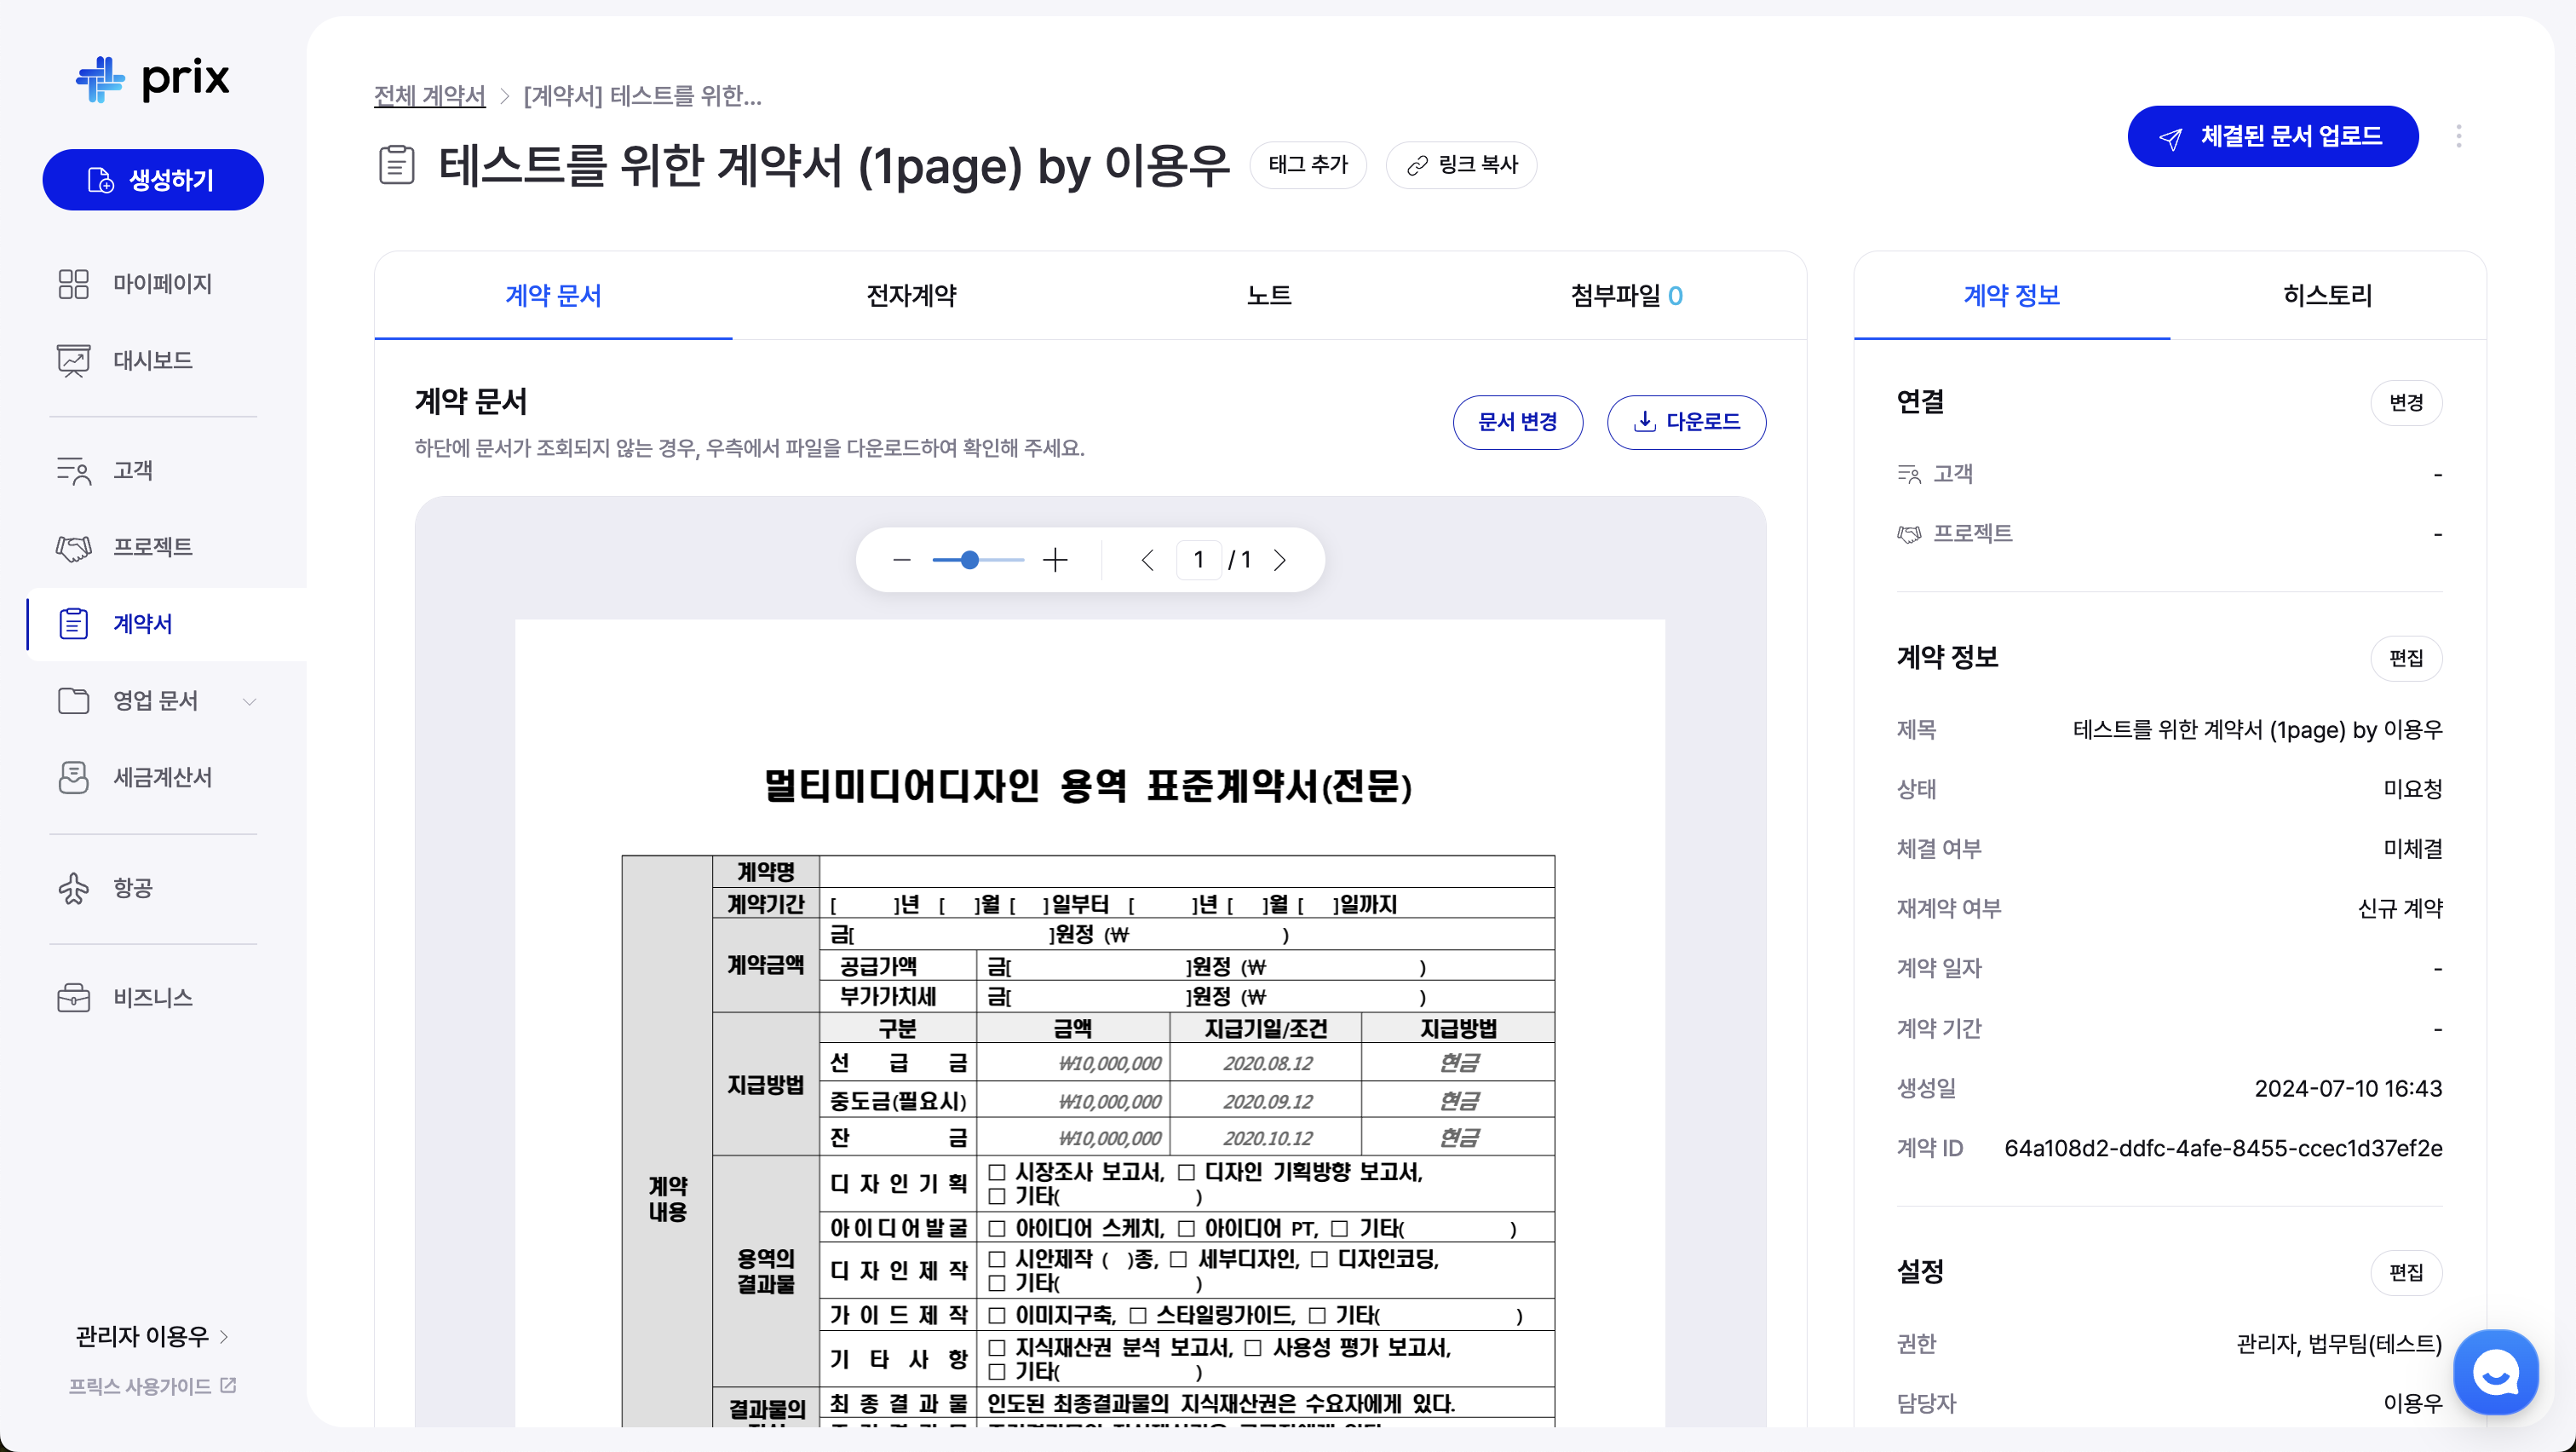 prix
생성하기
마이페이지
대시보드
고객
프로젝트
계약서
영업 문서
세금계산서
항공
비즈니스
관리자 이용우
프릭스 사용가이드
전체 계약서 > [계약서] 테스트를 위한...
테스트를 위한 계약서 (1page) by 이용우
태그 추가
링크 복사
체결된 문서 업로드
계약 문서 전자계약 노트 첨부파일 0
계약 문서
하단에 문서가 조회되지 않는 경우, 우측에서 파일을 다운로드하여 확인해 주세요.
문서 변경
다운로드
1 / 1
멀티미디어디자인 용역 표준계약서(전문)
계약 내용
계약명
계약기간 [ ]년 [ ]월 [ ]일부터 [ ]년 [ ]월 [ ]일까지
계약금액 금[ ]원정 (₩ )
공급가액 금[ ]원정 (₩ )
부가가치세 금[ ]원정 (₩ )
지급방법
구분 금액 지급기일/조건 지급방법
선 급 금 ₩10,000,000 2020.08.12 현금
중도금(필요시) ₩10,000,000 2020.09.12 현금
잔 금 ₩10,000,000 2020.10.12 현금
용역의 결과물
디 자 인 기 획 □ 시장조사 보고서, □ 디자인 기획방향 보고서,
□ 기타( )
아이디어발굴 □ 아이디어 스케치, □ 아이디어 PT, □ 기타( )
디 자 인 제 작 □ 시안제작 ( )종, □ 세부디자인, □ 디자인코딩,
□ 기타( )
가 이 드 제 작 □ 이미지구축, □ 스타일링가이드, □ 기타( )
기 타 사 항 □ 지식재산권 분석 보고서, □ 사용성 평가 보고서,
□ 기타( )
결과물의
최 종 결 과 물 인도된 최종결과물의 지식재산권은 수요자에게 있다.
계약 정보 히스토리
연결
변경
고객 -
프로젝트 -
계약 정보
편집
제목 테스트를 위한 계약서 (1page) by 이용우
상태 미요청
체결 여부 미체결
재계약 여부 신규 계약
계약 일자 -
계약 기간 -
생성일 2024-07-10 16:43
계약 ID 64a108d2-ddfc-4afe-8455-ccec1d37ef2e
설정
편집
권한 관리자, 법무팀(테스트)
담당자 이용우